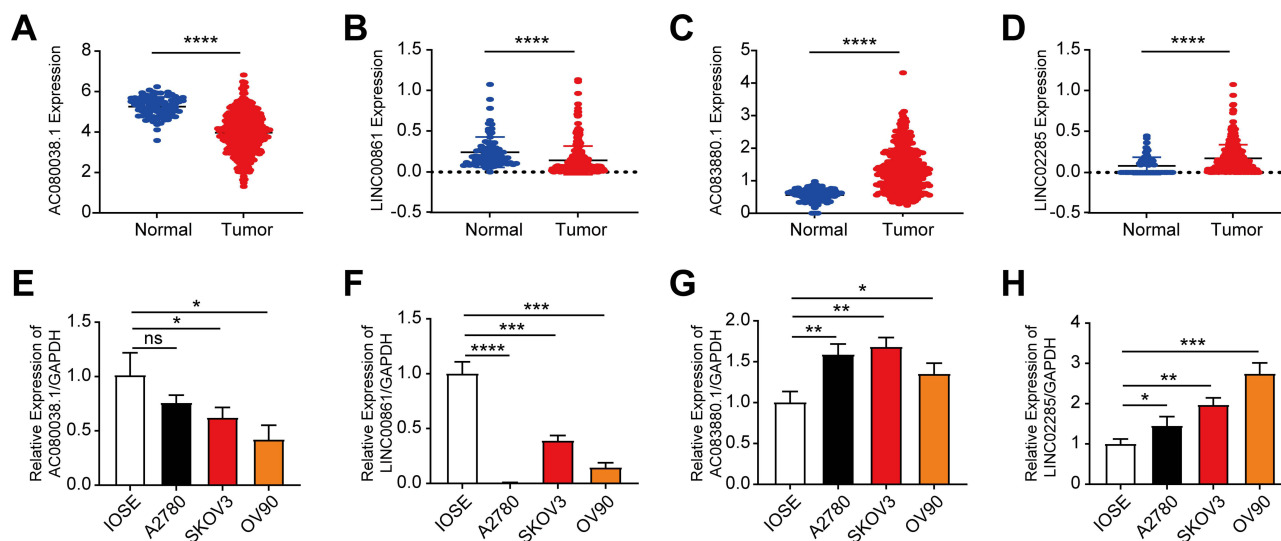 A
AC080038.1 Expression
8
6
4
2
0
****
Normal
Tumor
B
LINC00861 Expression
1.5
1.0
0.5
0.0
-0.5
****
Normal
Tumor
C
AC083880.1 Expression
5
4
3
2
1
0
****
Normal
Tumor
D
LINC02285 Expression
1.5
1.0
0.5
0.0
-0.5
****
Normal
Tumor
E
Relative Expression of
AC080038.1/GAPDH
1.5
1.0
0.5
0.0
*
*
ns
IOSE
A2780
SKOV3
OV90
F
Relative Expression of
LINC00861/GAPDH
1.5
1.0
0.5
0.0
***
***
****
IOSE
A2780
SKOV3
OV90
G
Relative Expression of
AC083880.1/GAPDH
2.0
1.5
1.0
0.5
0.0
*
**
**
IOSE
A2780
SKOV3
OV90
H
Relative Expression of
LINC02285/GAPDH
4
3
2
1
0
***
**
*
IOSE
A2780
SKOV3
OV90